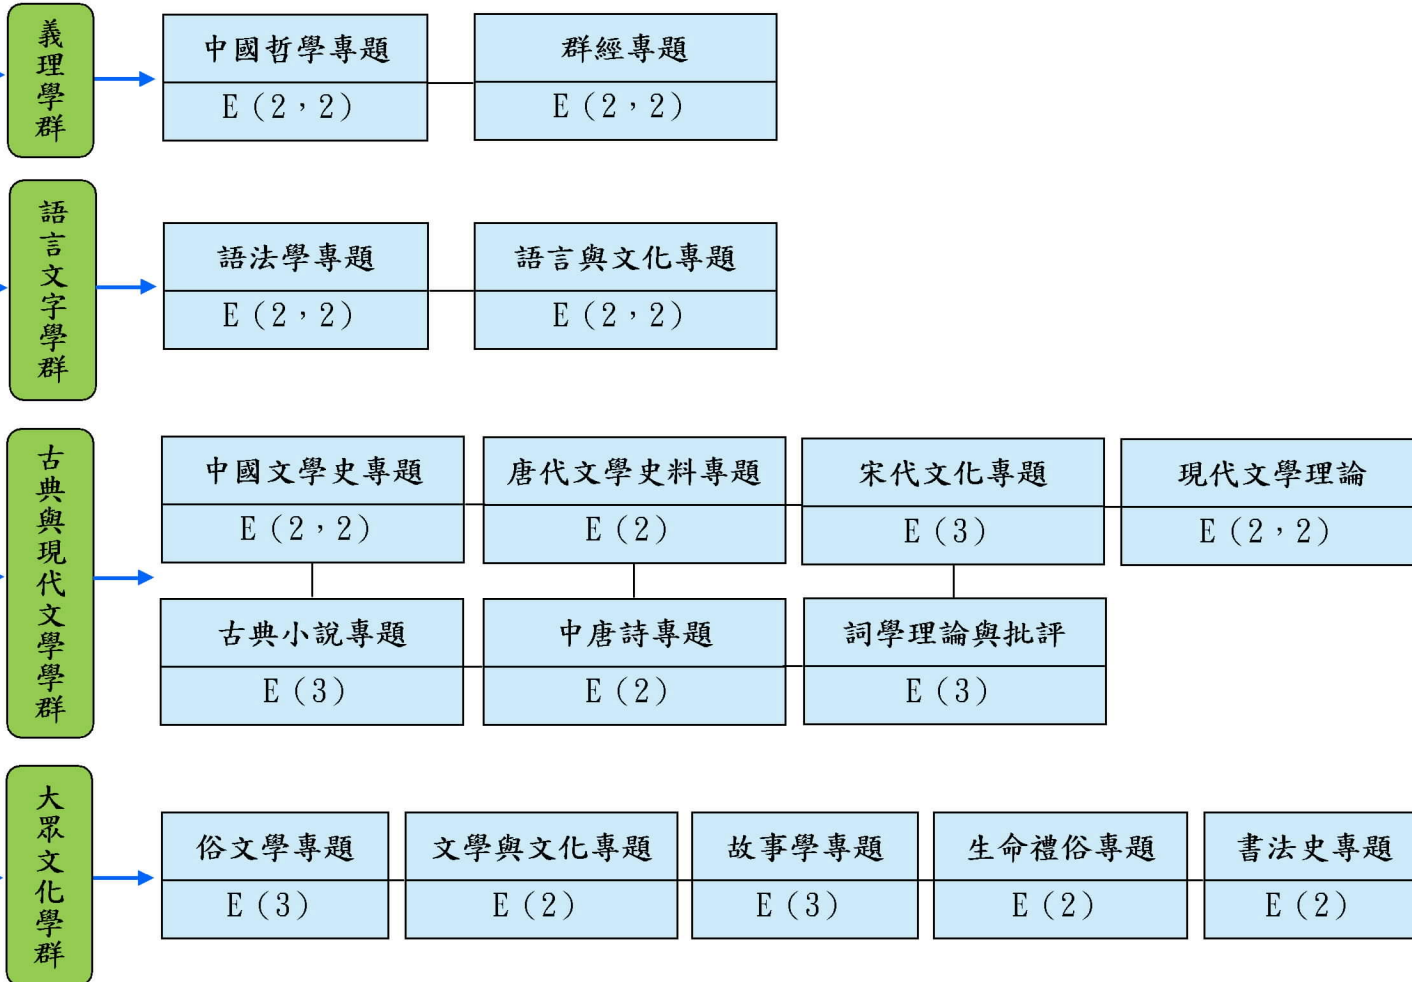 義理學群
中國哲學專題
群經專題
E（2，2）
E（2，2）
語言文字學群
語法學專題
語言與文化專題
E（2，2）
E（2，2）
古典與現代文學學群
中國文學史專題
唐代文學史料專題
宋代文化專題
現代文學理論
E（2，2）
E（2）
E（3）
E（2，2）
古典小說專題
中唐詩專題
詞學理論與批評
E（3）
E（2）
E（3）
大眾文化學群
俗文學專題
文學與文化專題
故事學專題
生命禮俗專題
書法史專題
E（3）
E（2）
E（3）
E（2）
E（2）